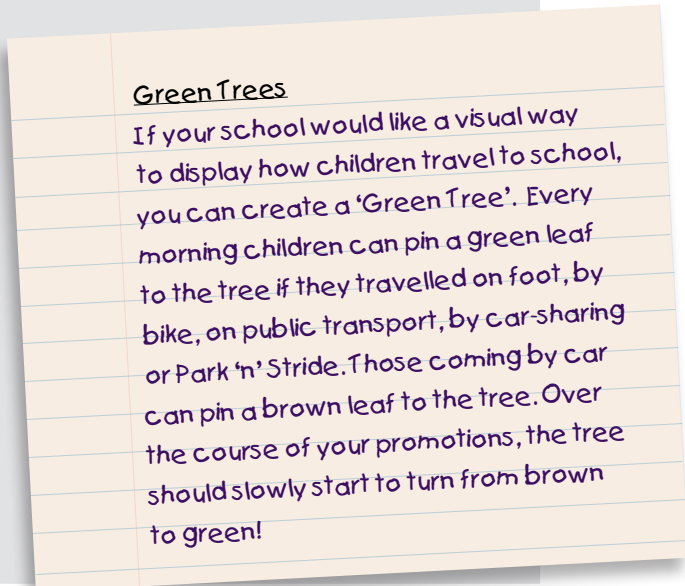 Green Trees
If your school would like a visual way
to display how children travel to school,
you can create a ‘Green Tree’. Every
morning children can pin a green leaf
to the tree if they travelled on foot, by
bike, on public transport, by car-sharing
or Park ‘n’ Stride. Those coming by car
can pin a brown leaf to the tree. Over
the course of your promotions, the tree
should slowly start to turn from brown
to green!